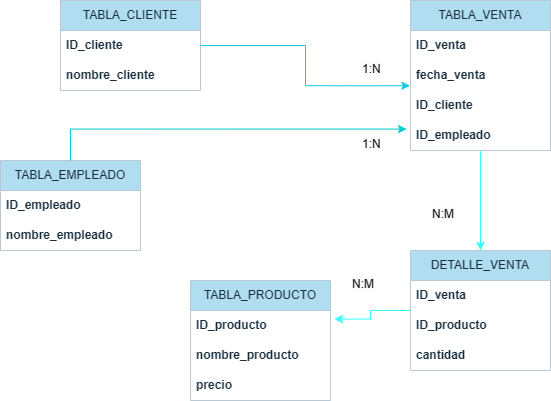 TABLA_CLIENTE
ID_cliente
nombre_cliente
TABLA_VENTA
ID_venta
fecha_venta
ID_cliente
ID_empleado
1:N
1:N
TABLA_EMPLEADO
ID_empleado
nombre_empleado
N:M
DETALLE_VENTA
ID_venta
ID_producto
cantidad
N:M
TABLA_PRODUCTO
ID_producto
nombre_producto
precio